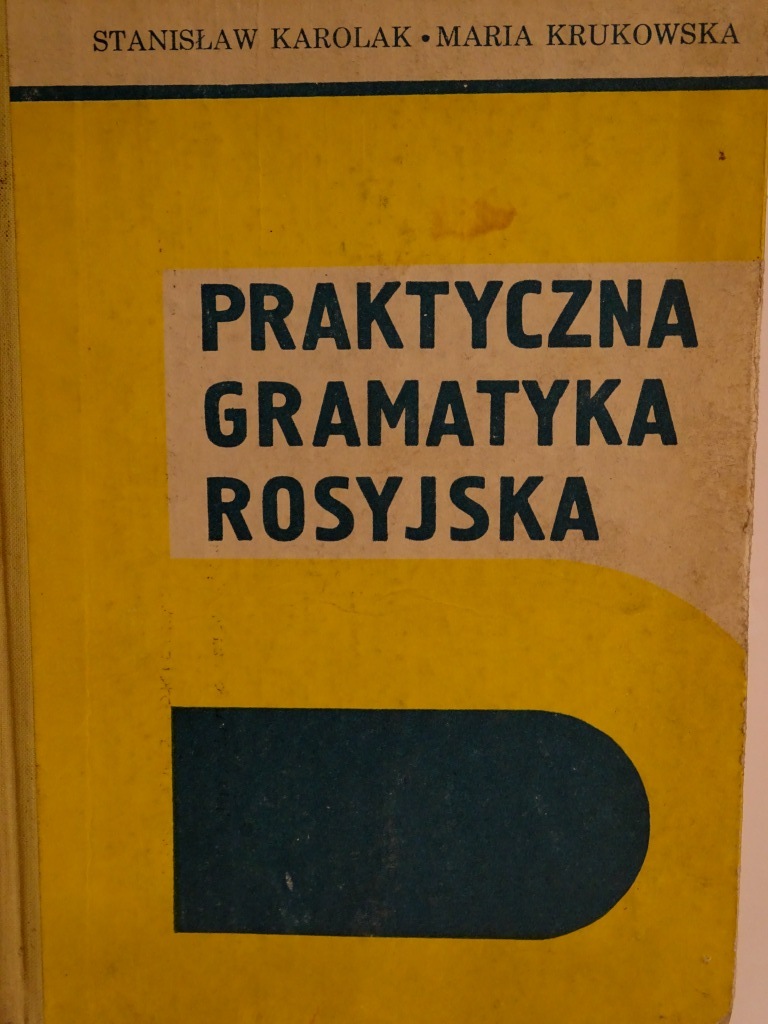 STANISŁAW KAROLAK • MARIA KRUKOWSKA
PRAKTYCZNA
GRAMATYKA
ROSYJSKA